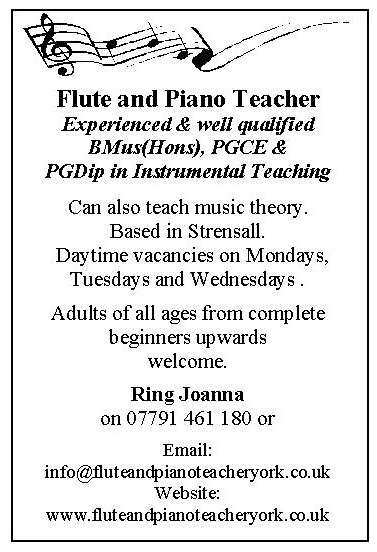 Flute and Piano Teacher
Experienced & well qualified
BMus(Hons), PGCE &
PGDip in Instrumental Teaching
Can also teach music theory.
Based in Strensall.
Daytime vacancies on Mondays,
Tuesdays and Wednesdays .
Adults of all ages from complete
beginners upwards
welcome.
Ring Joanna
on 07791 461 180 or
Email:
info@fluteandpianoteacheryork.co.uk
Website:
www.fluteandpianoteacheryork.co.uk